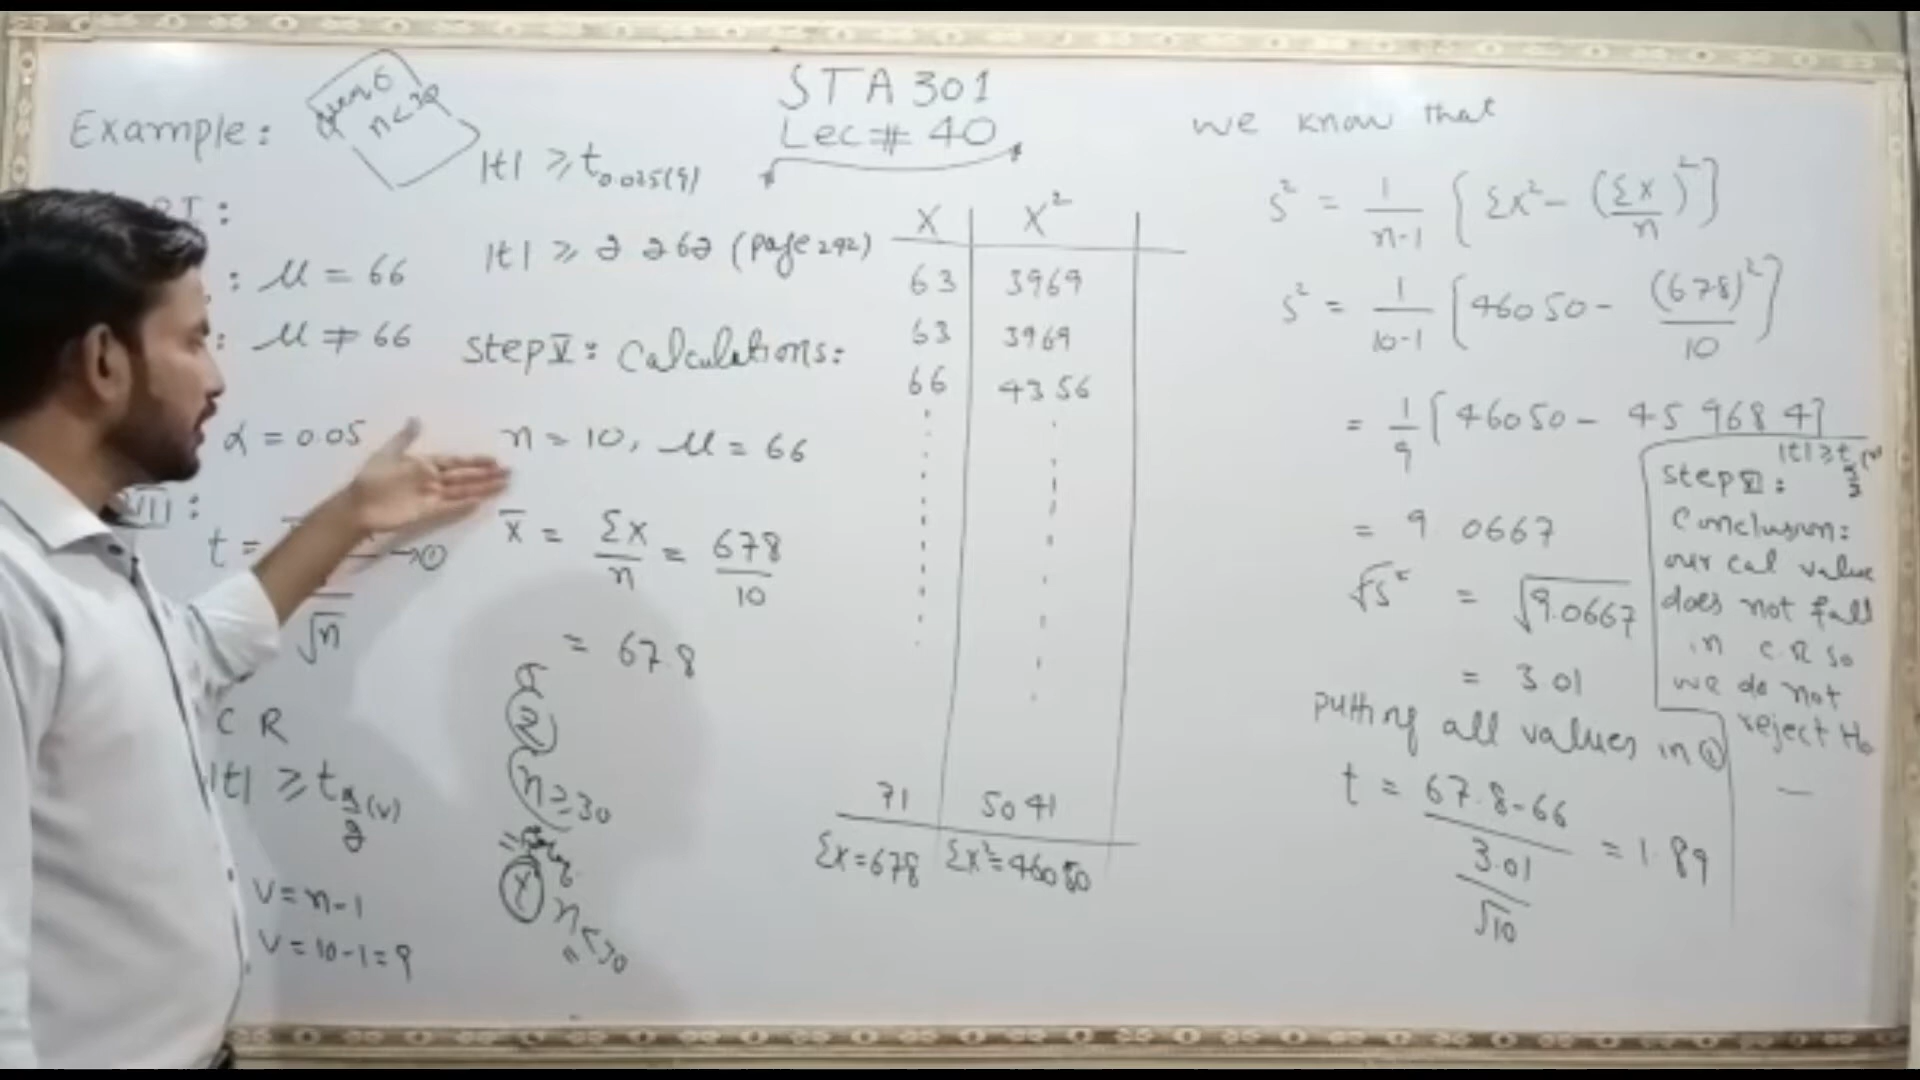 STA 301
Lec # 40
Example:
n < 30
|t| ≥ t0.025(9)
: μ = 66
: μ ≠ 66
α = 0.05
t =
→ ①
√n
C R
|t| ≥ t α/2 (v)
v = n-1
v = 10-1 = 9
|t| ≥ 2 262 (page 292)
Step V: Calculations:
n = 10, μ = 66
x̄ = Σx/n = 678/10
= 67.8
n ≥ 30
n < 30
X | X²
63 | 3969
63 | 3969
66 | 4356
71 | 5041
Σx = 678 | Σx² = 46050
we know that
s² = 1/n-1 { Σx² - (Σx/n)² }
s² = 1/10-1 [ 46050 - (678)²/10 ]
= 1/9 [ 46050 - 45 968 4 ]
= 9 0667
√s² = √9.0667
= 3.01
putting all values in ①
t = 67.8-66 / 3.01/√10 = 1.89
Step VI:
Conclusion:
our cal value
does not fall
in C.R so
we do not
reject H₀